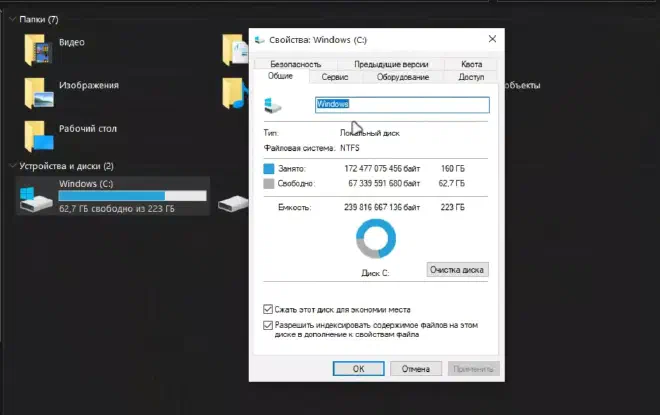 Папки (7)
Видео
Изображения
Рабочий стол
объекты
Устройства и диски (2)
Windows (C:)
62,7 ГБ свободно из 223 ГБ
Свойства: Windows (C:)
Безопасность Предыдущие версии Квота
Общие Сервис Оборудование Доступ
Windows
Тип: Локальный диск
Файловая система: NTFS
Занято: 172 477 075 456 байт 160 ГБ
Свободно: 67 339 591 680 байт 62,7 ГБ
Емкость: 239 816 667 136 байт 223 ГБ
Диск C:
Очистка диска
Сжать этот диск для экономии места
Разрешить индексировать содержимое файлов на этом
диске в дополнение к свойствам файла
OK Отмена Применить